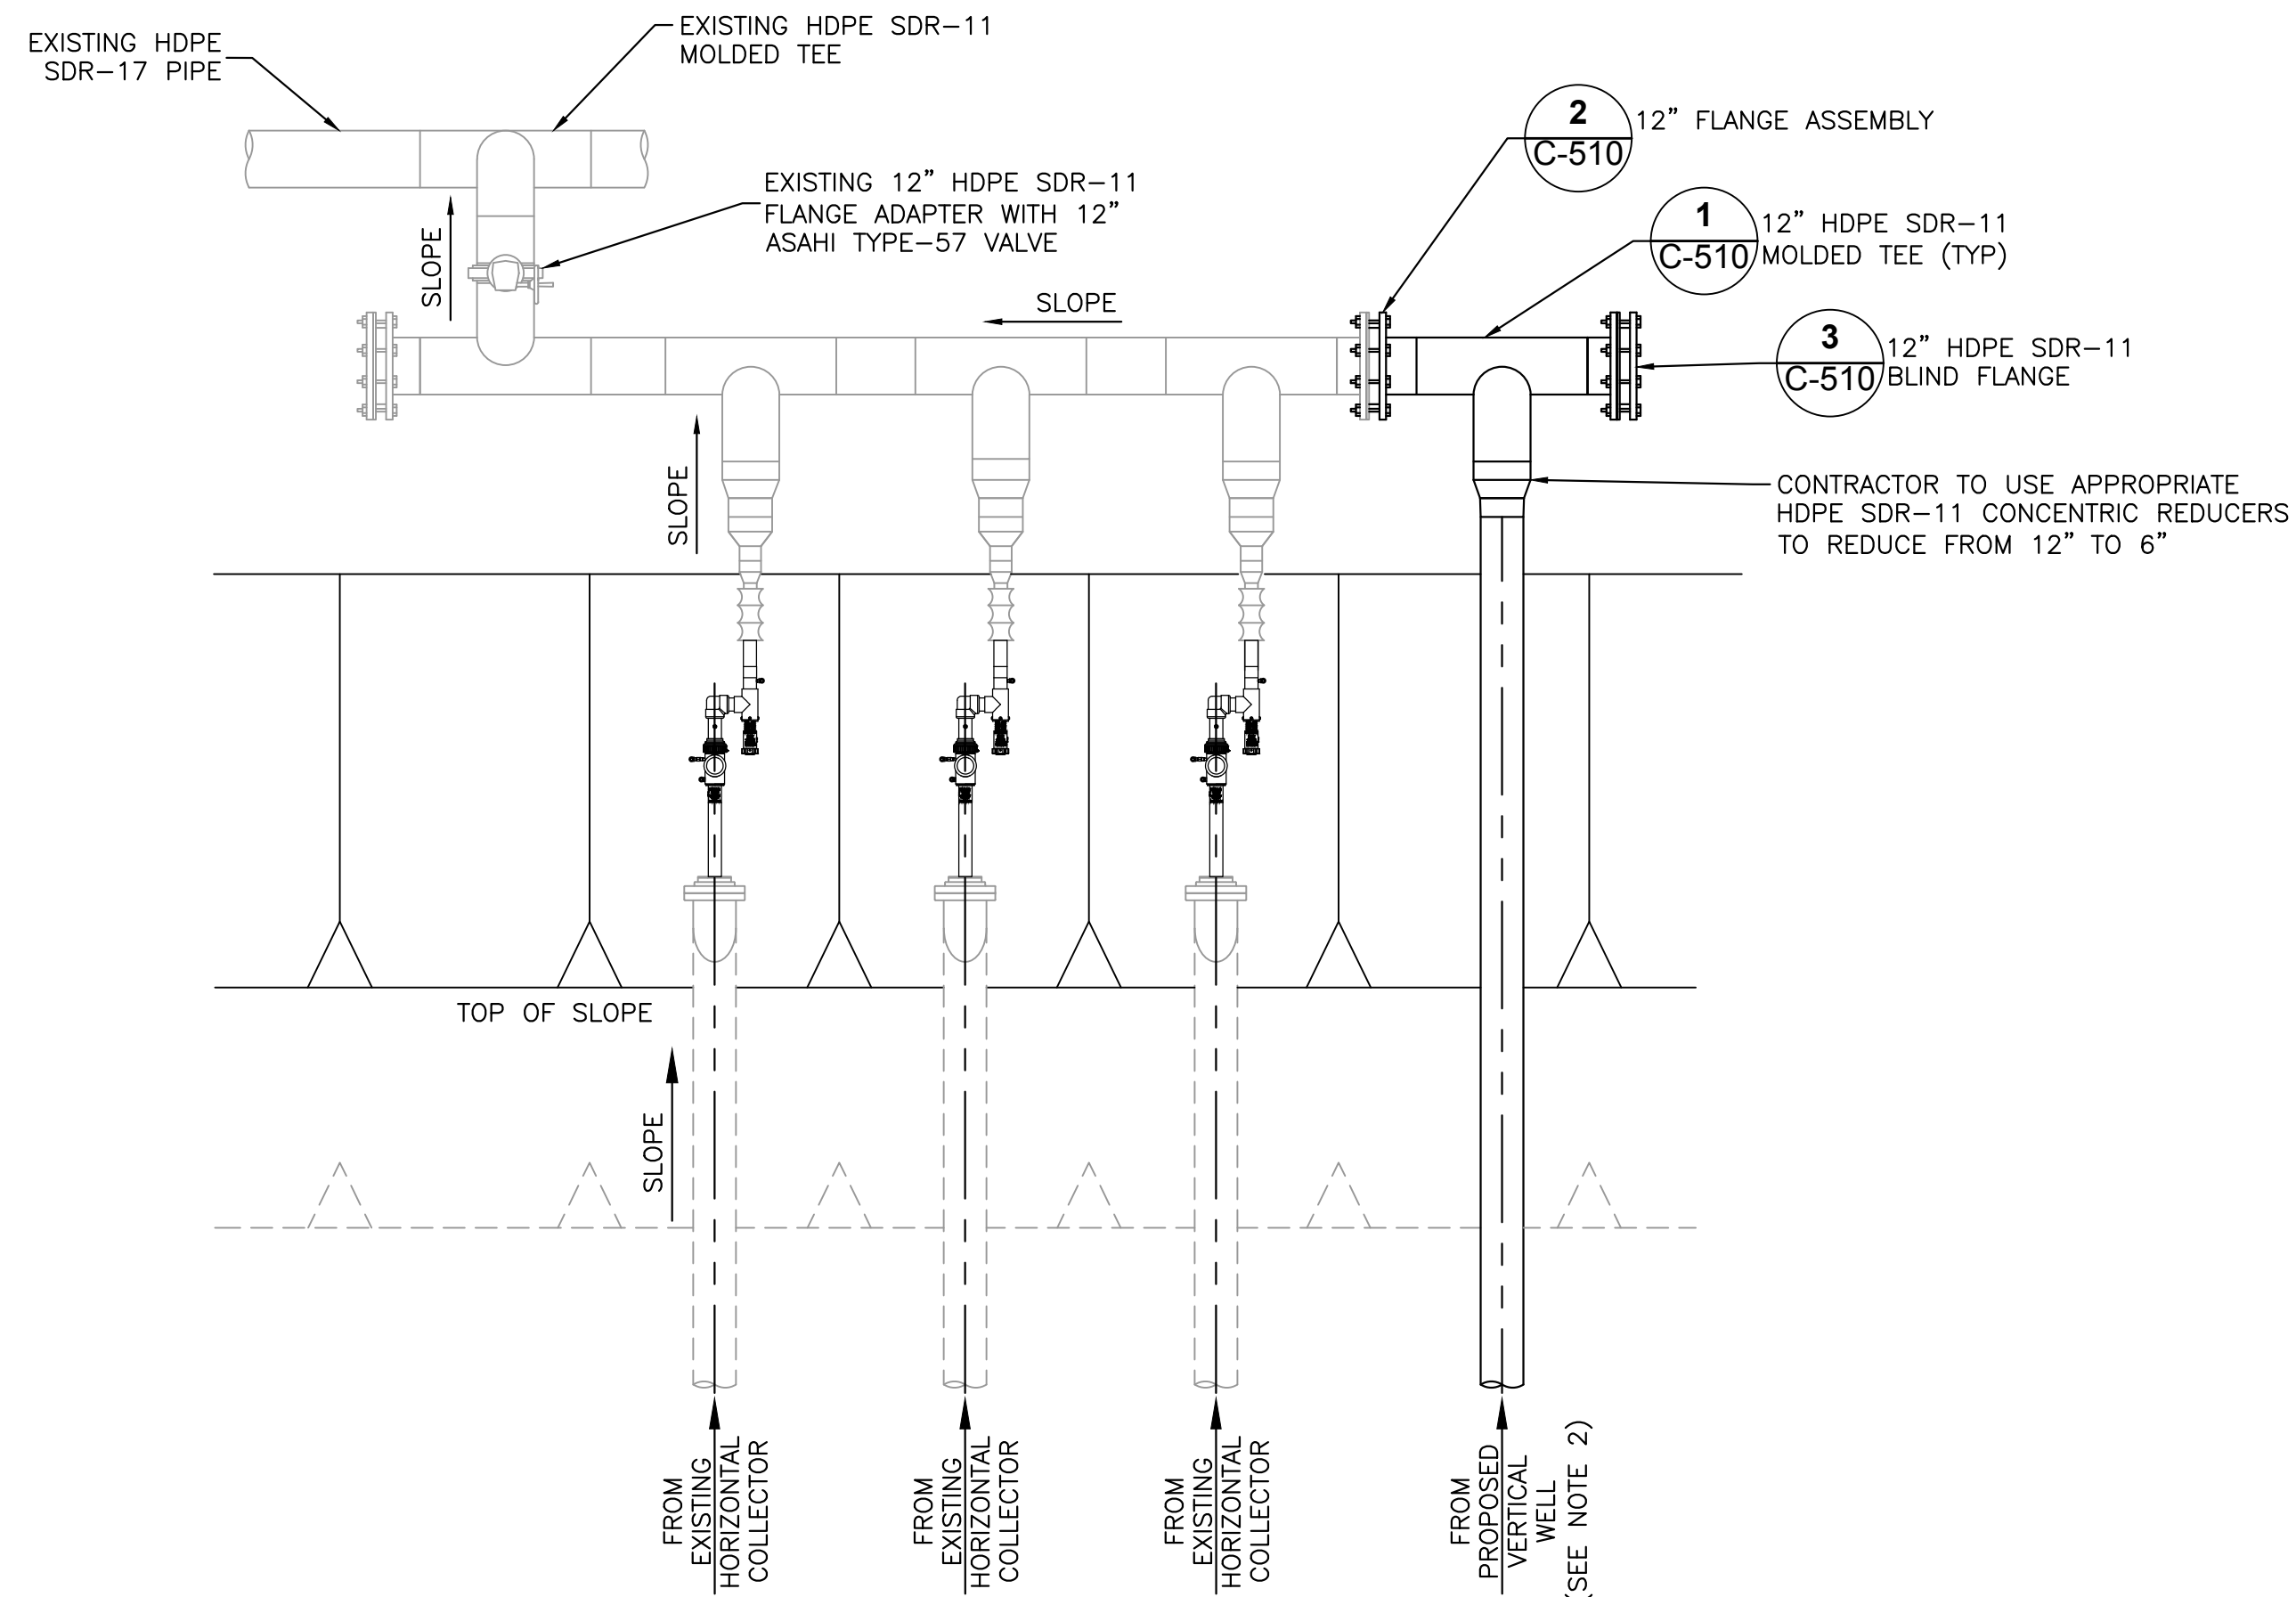 EXISTING HDPE
SDR-17 PIPE
EXISTING HDPE SDR-11
MOLDED TEE
2
C-510
12" FLANGE ASSEMBLY
EXISTING 12" HDPE SDR-11
FLANGE ADAPTER WITH 12"
ASAHI TYPE-57 VALVE
1
C-510
12" HDPE SDR-11
MOLDED TEE (TYP)
SLOPE
SLOPE
3
C-510
12" HDPE SDR-11
BLIND FLANGE
SLOPE
CONTRACTOR TO USE APPROPRIATE
HDPE SDR-11 CONCENTRIC REDUCERS
TO REDUCE FROM 12" TO 6"
TOP OF SLOPE
SLOPE
FROM
EXISTING
HORIZONTAL
COLLECTOR
FROM
EXISTING
HORIZONTAL
COLLECTOR
FROM
EXISTING
HORIZONTAL
COLLECTOR
FROM
PROPOSED
VERTICAL
WELL
(SEE NOTE 2)